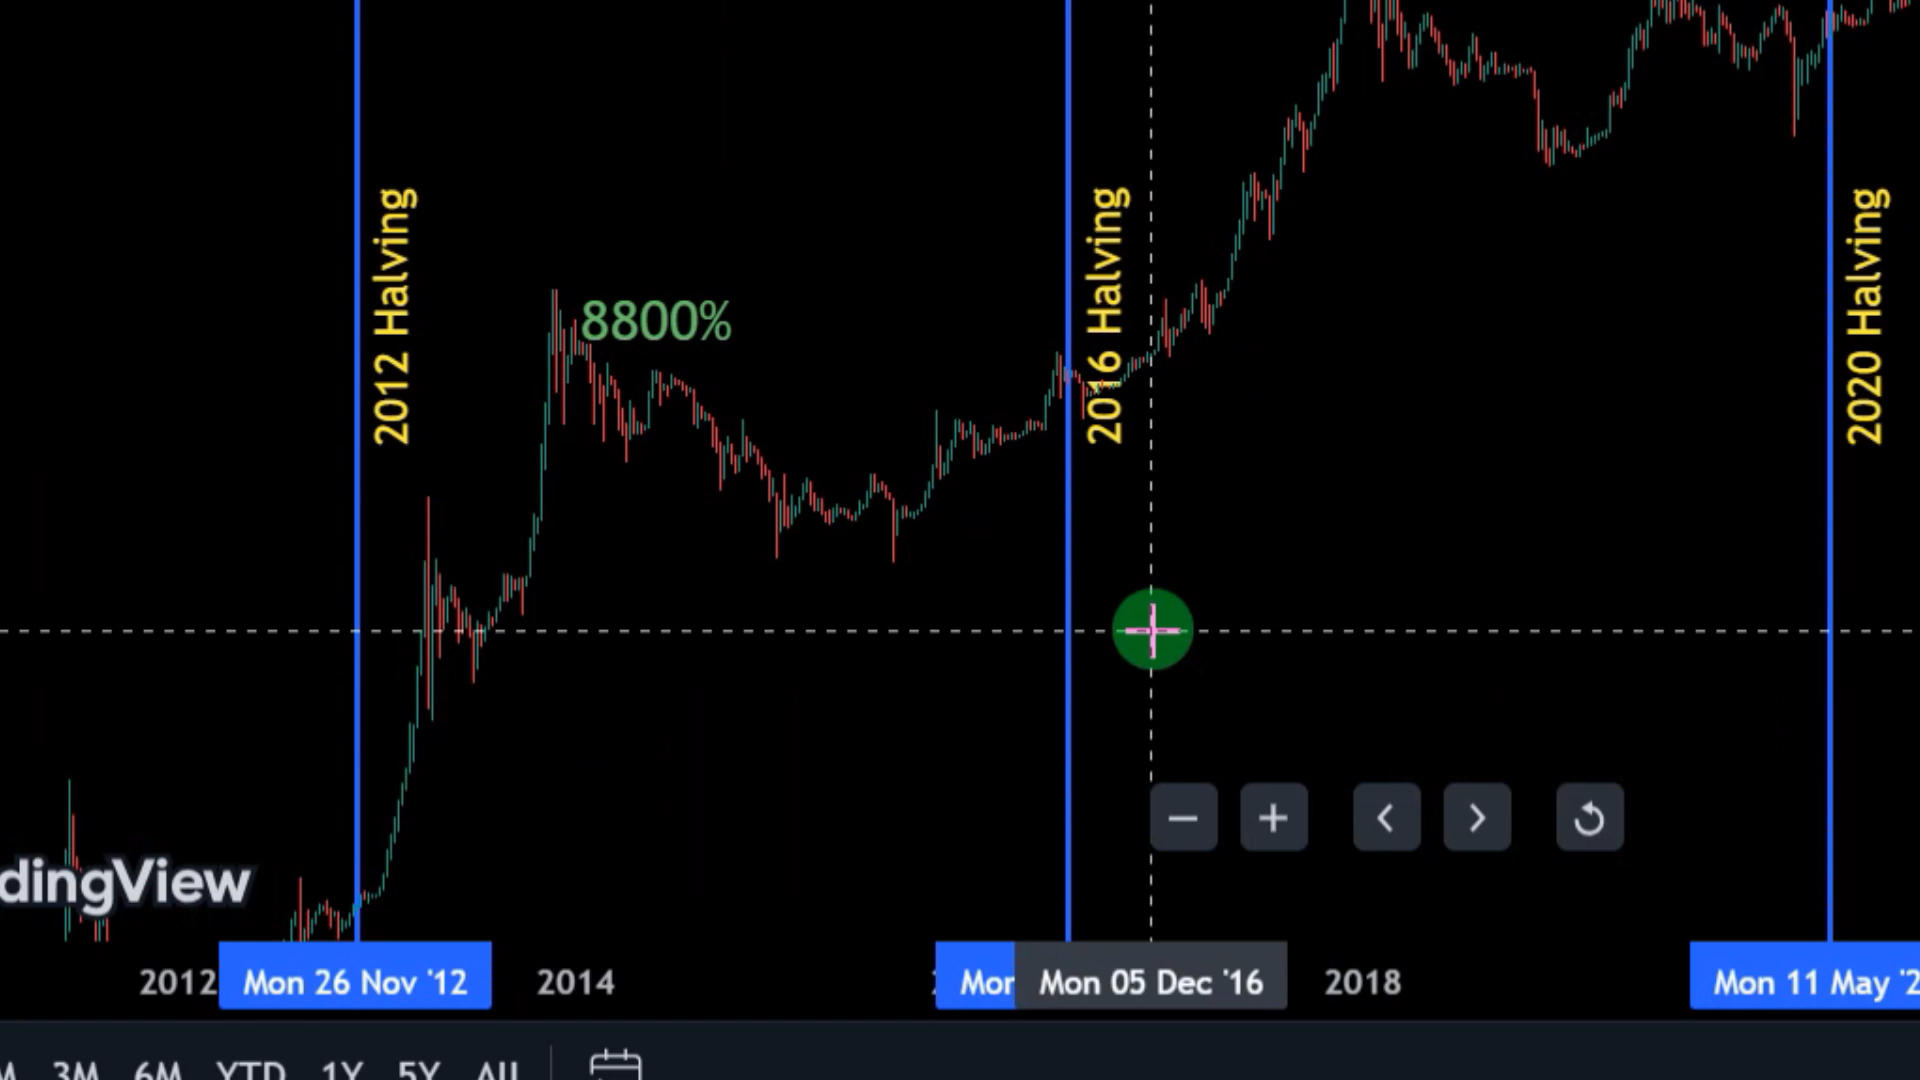 2012 Halving
8800%
2016 Halving
2020 Halving
dingView
2012 Mon 26 Nov '12 2014 Mon 05 Dec '16 2018 Mon 11 May '2
3M 6M YTD 1Y 5Y All